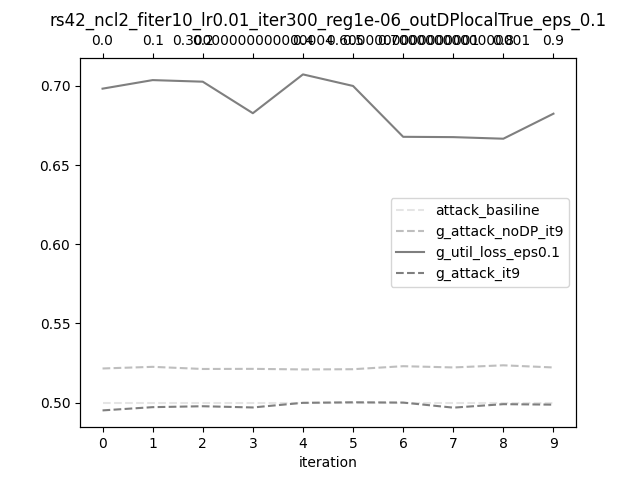 rs42_ncl2_fiter10_lr0.01_iter300_reg1e-06_outDPlocalTrue_eps_0.1
0.0 0.1 0.9
0.70
0.65
0.60
0.55
0.50
attack_basiline
g_attack_noDP_it9
g_util_loss_eps0.1
g_attack_it9
0 1 2 3 4 5 6 7 8 9
iteration